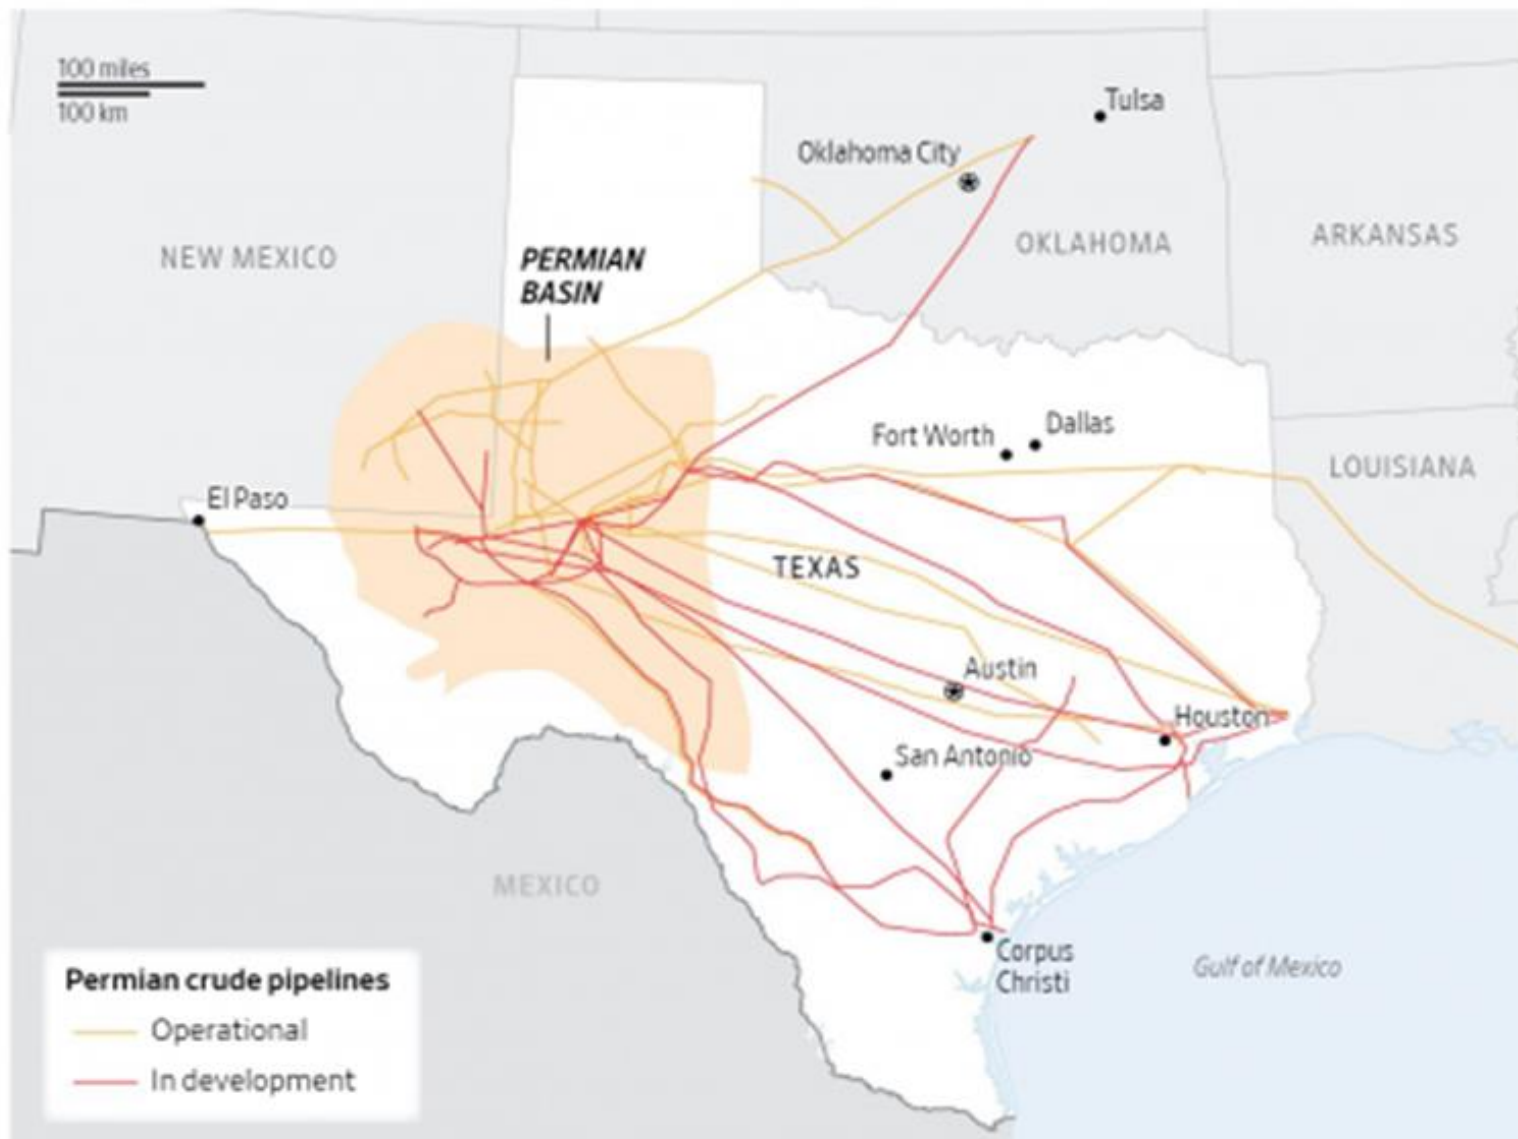 100 miles
100 km
Tulsa
Oklahoma City
NEW MEXICO
OKLAHOMA
ARKANSAS
PERMIAN
BASIN
Fort Worth
Dallas
LOUISIANA
El Paso
TEXAS
Austin
Houston
San Antonio
MEXICO
Corpus
Christi
Gulf of Mexico
Permian crude pipelines
Operational
In development